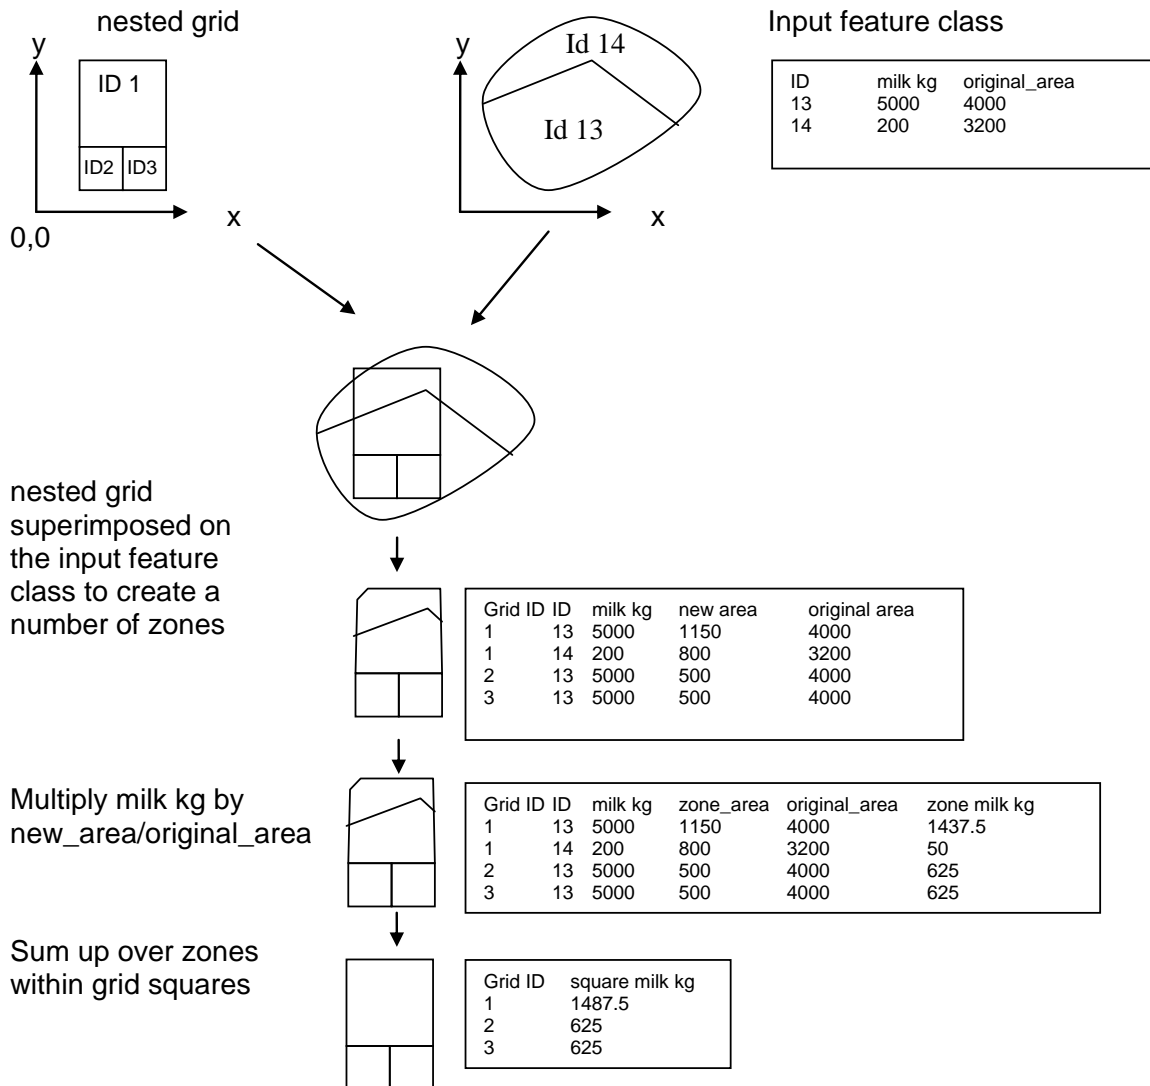 nested grid
Input feature class
y
ID 1
ID2 ID3
x
0,0
y
Id 14
Id 13
x
ID milk kg original_area
13 5000 4000
14 200 3200
nested grid
superimposed on
the input feature
class to create a
number of zones
Grid ID ID milk kg new area original area
1 13 5000 1150 4000
1 14 200 800 3200
2 13 5000 500 4000
3 13 5000 500 4000
Multiply milk kg by
new_area/original_area
Grid ID ID milk kg zone_area original_area zone milk kg
1 13 5000 1150 4000 1437.5
1 14 200 800 3200 50
2 13 5000 500 4000 625
3 13 5000 500 4000 625
Sum up over zones
within grid squares
Grid ID square milk kg
1 1487.5
2 625
3 625